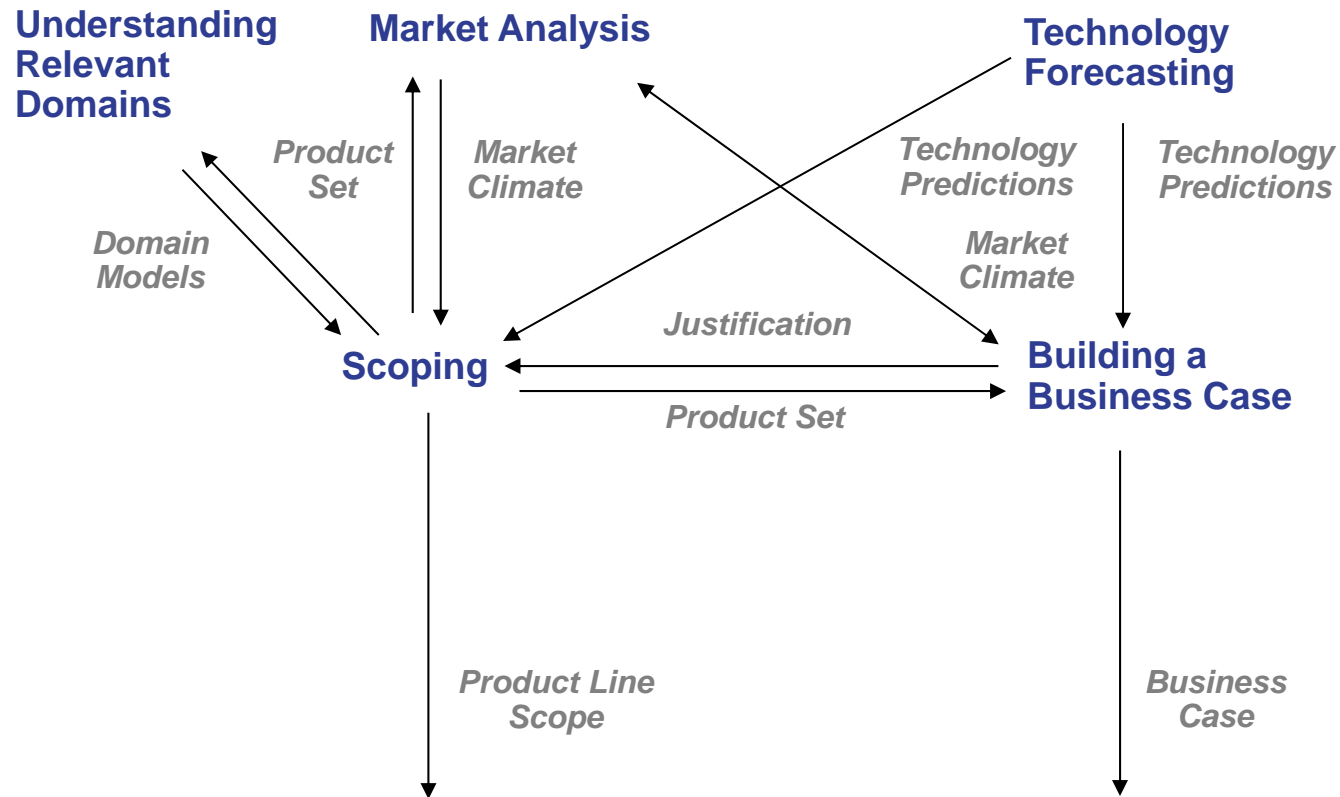 Understanding
Relevant
Domains
Market Analysis
Technology
Forecasting
Product
Set
Market
Climate
Technology
Predictions
Technology
Predictions
Domain
Models
Market
Climate
Justification
Scoping
Building a
Business Case
Product Set
Product Line
Scope
Business
Case